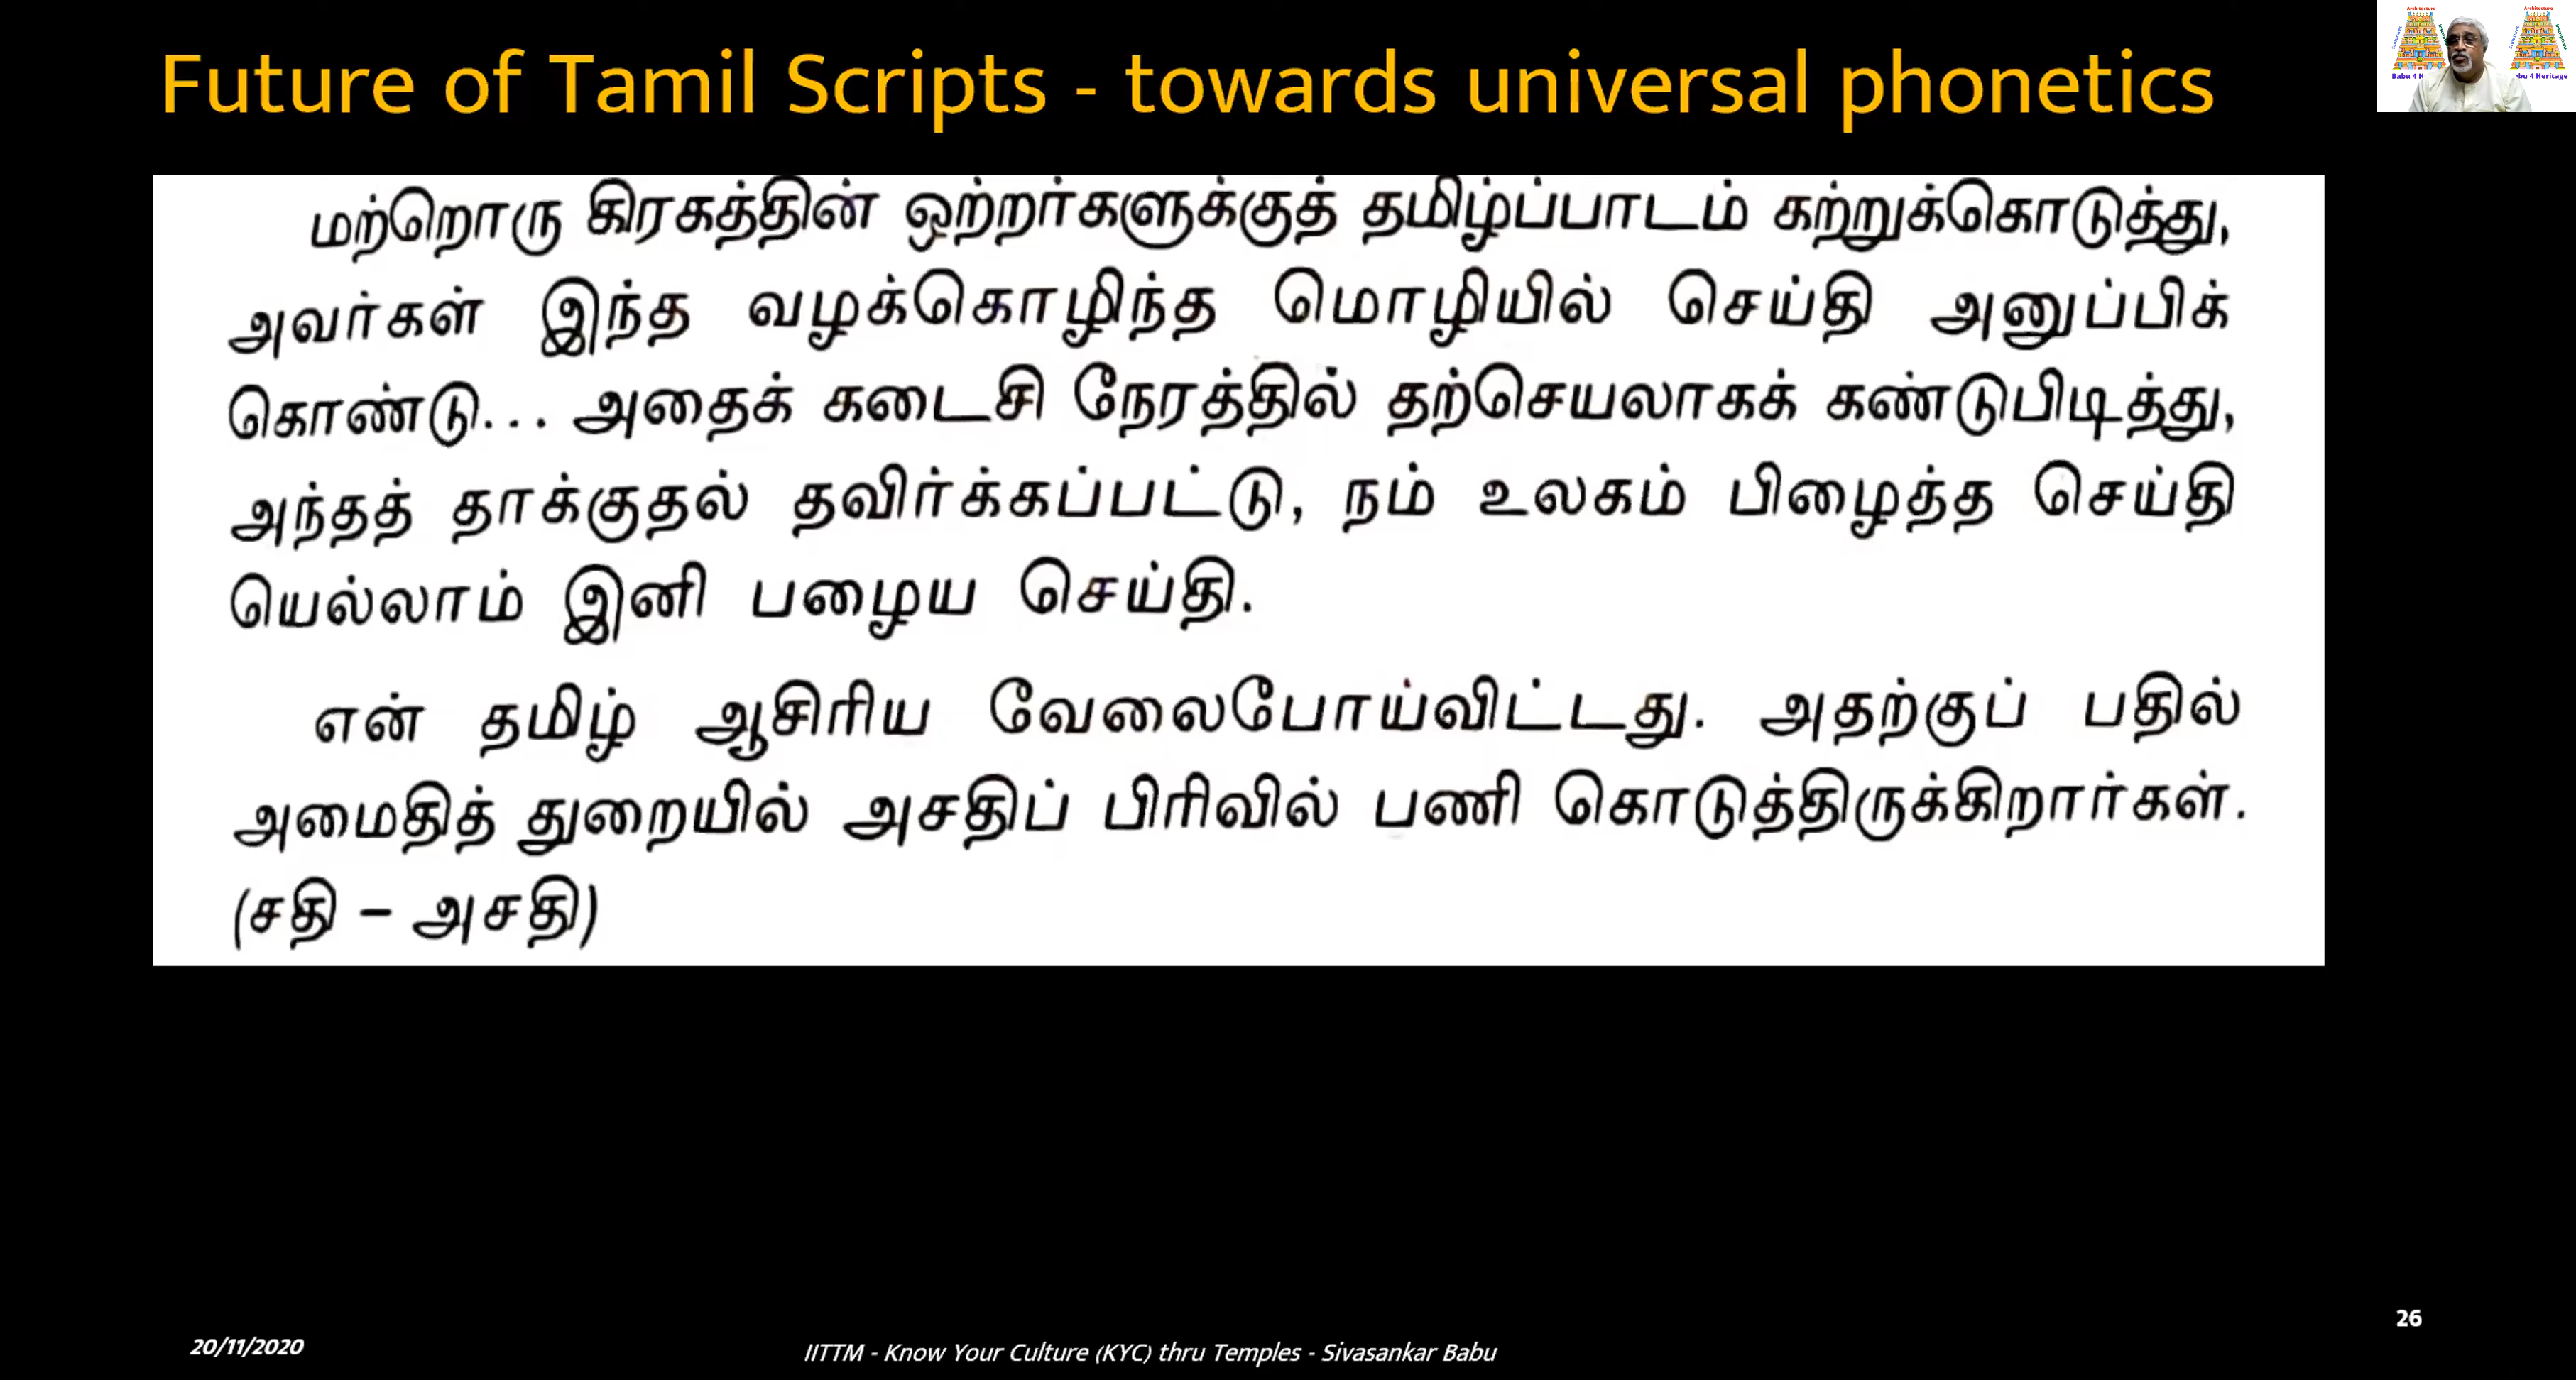 Future of Tamil Scripts - towards universal phonetics
மற்றொரு கிரகத்தின் ஒற்றர்களுக்குத் தமிழ்ப்பாடம் கற்றுக்கொடுத்து,
அவர்கள் இந்த வழக்கொழிந்த மொழியில் செய்தி அனுப்பிக்
கொண்டு... அதைக் கடைசி நேரத்தில் தற்செயலாகக் கண்டுபிடித்து,
அந்தத் தாக்குதல் தவிர்க்கப்பட்டு, நம் உலகம் பிழைத்த செய்தி
யெல்லாம் இனி பழைய செய்தி.
என் தமிழ் ஆசிரிய வேலைபோய்விட்டது. அதற்குப் பதில்
அமைதித் துறையில் அசதிப் பிரிவில் பணி கொடுத்திருக்கிறார்கள்.
(சதி – அசதி)
20/11/2020
IITTM - Know Your Culture (KYC) thru Temples - Sivasankar Babu
26